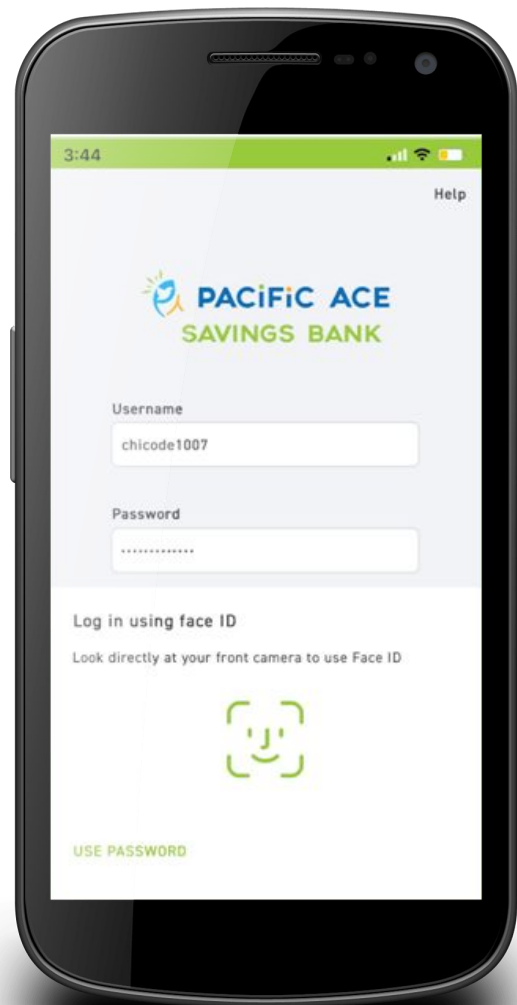 3:44
Help
PACiFiC ACE
SAVINGS BANK
Username
chicode1007
Password
············
Log in using face ID
Look directly at your front camera to use Face ID
USE PASSWORD